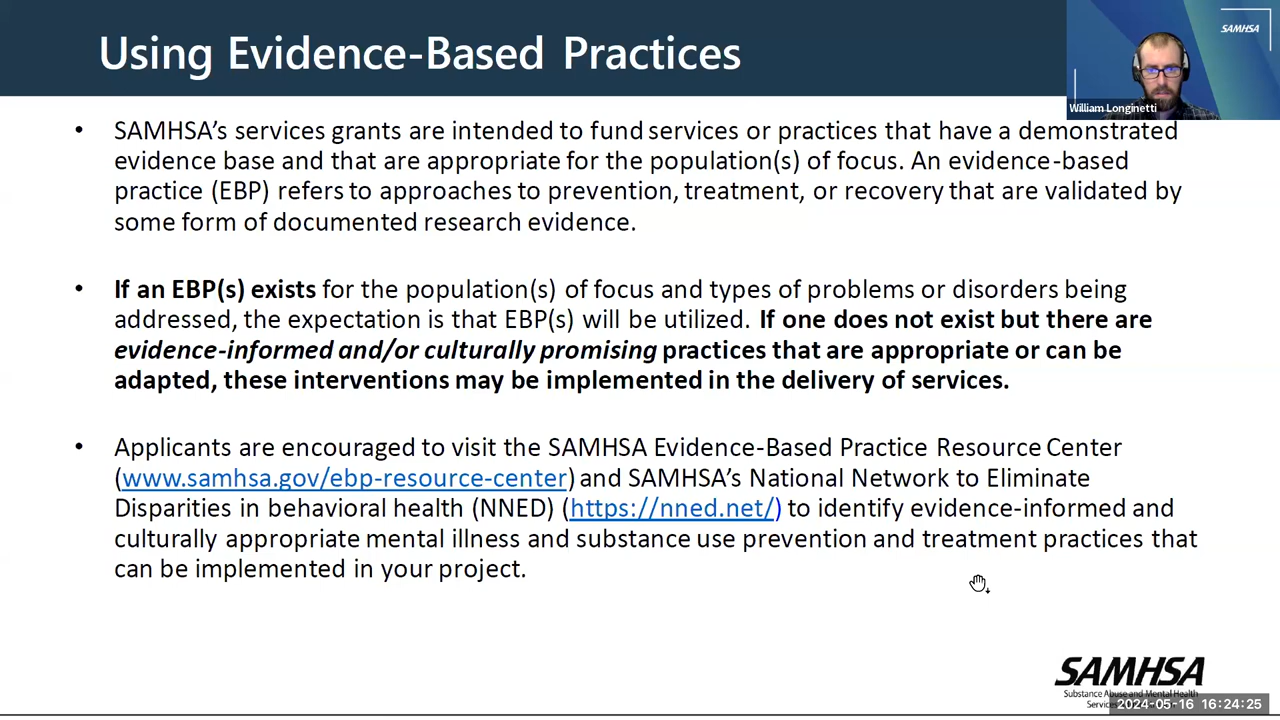 Using Evidence-Based Practices
SAMHSA
William Longinetti
• SAMHSA's services grants are intended to fund services or practices that have a demonstrated
evidence base and that are appropriate for the population(s) of focus. An evidence-based
practice (EBP) refers to approaches to prevention, treatment, or recovery that are validated by
some form of documented research evidence.
• If an EBP(s) exists for the population(s) of focus and types of problems or disorders being
addressed, the expectation is that EBP(s) will be utilized. If one does not exist but there are
evidence-informed and/or culturally promising practices that are appropriate or can be
adapted, these interventions may be implemented in the delivery of services.
• Applicants are encouraged to visit the SAMHSA Evidence-Based Practice Resource Center
(www.samhsa.gov/ebp-resource-center) and SAMHSA's National Network to Eliminate
Disparities in behavioral health (NNED) (https://nned.net/) to identify evidence-informed and
culturally appropriate mental illness and substance use prevention and treatment practices that
can be implemented in your project.
SAMHSA
Substance Abuse and Mental Health
Services
2024-05-16 16:24:25